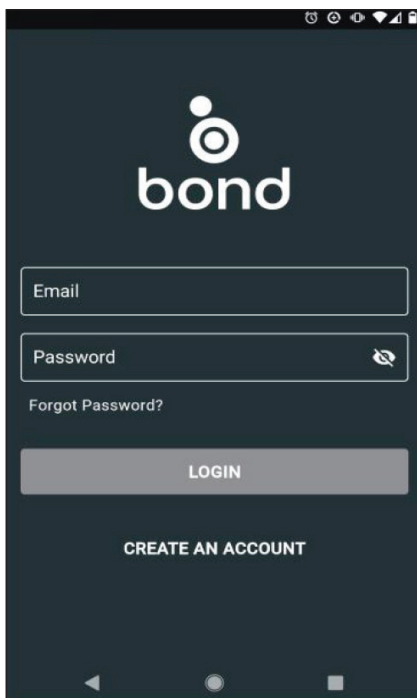 bond
Email
Password
Forgot Password?
LOGIN
CREATE AN ACCOUNT